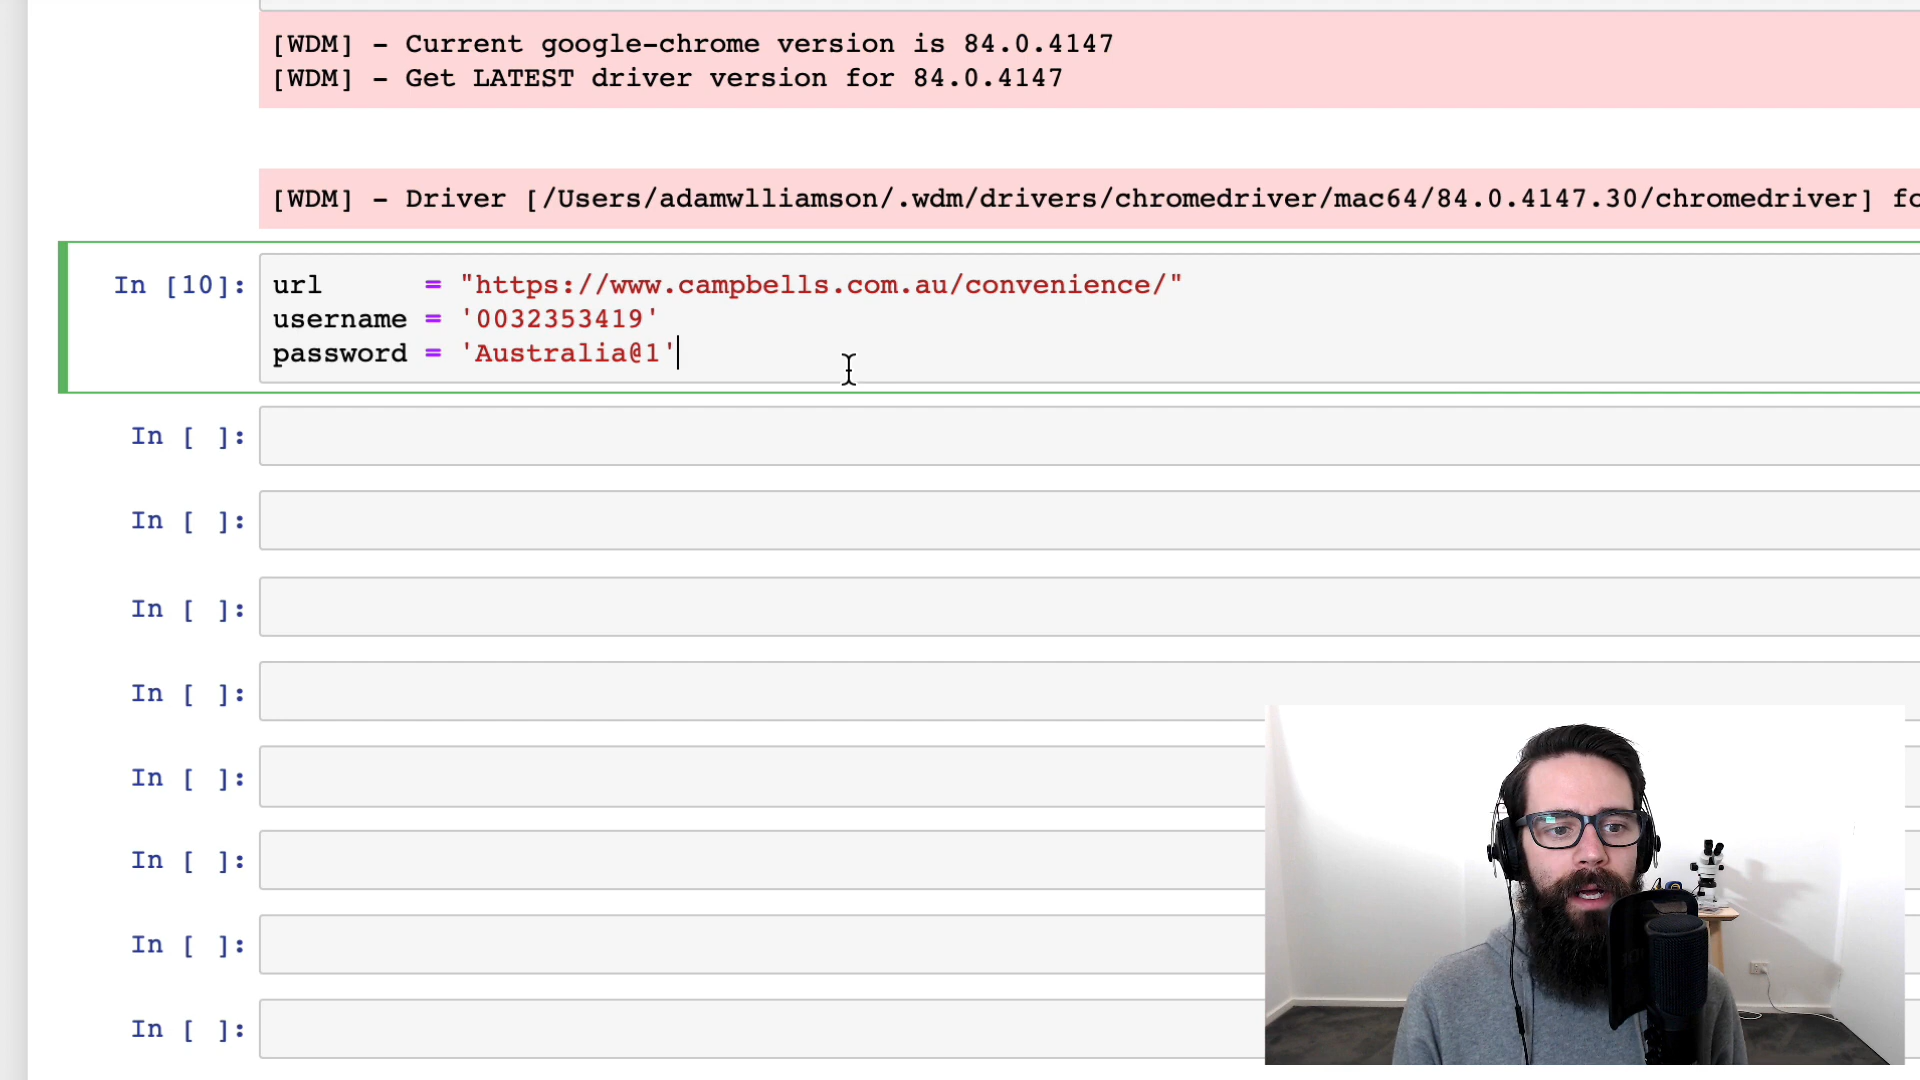 [WDM] - Current google-chrome version is 84.0.4147
[WDM] - Get LATEST driver version for 84.0.4147
[WDM] - Driver [/Users/adamwlliamson/.wdm/drivers/chromedriver/mac64/84.0.4147.30/chromedriver] fo
In [10]: url = "https://www.campbells.com.au/convenience/"
username = '0032353419'
password = 'Australia@1'
In [ ]:
In [ ]:
In [ ]:
In [ ]:
In [ ]:
In [ ]:
In [ ]:
In [ ]: